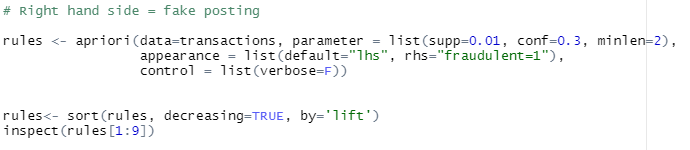 # Right hand side = fake posting
rules <- apriori(data=transactions, parameter = list(supp=0.01, conf=0.3, minlen=2),
appearance = list(default="lhs", rhs="fraudulent=1"),
control = list(verbose=F))
rules<- sort(rules, decreasing=TRUE, by='lift')
inspect(rules[1:9])